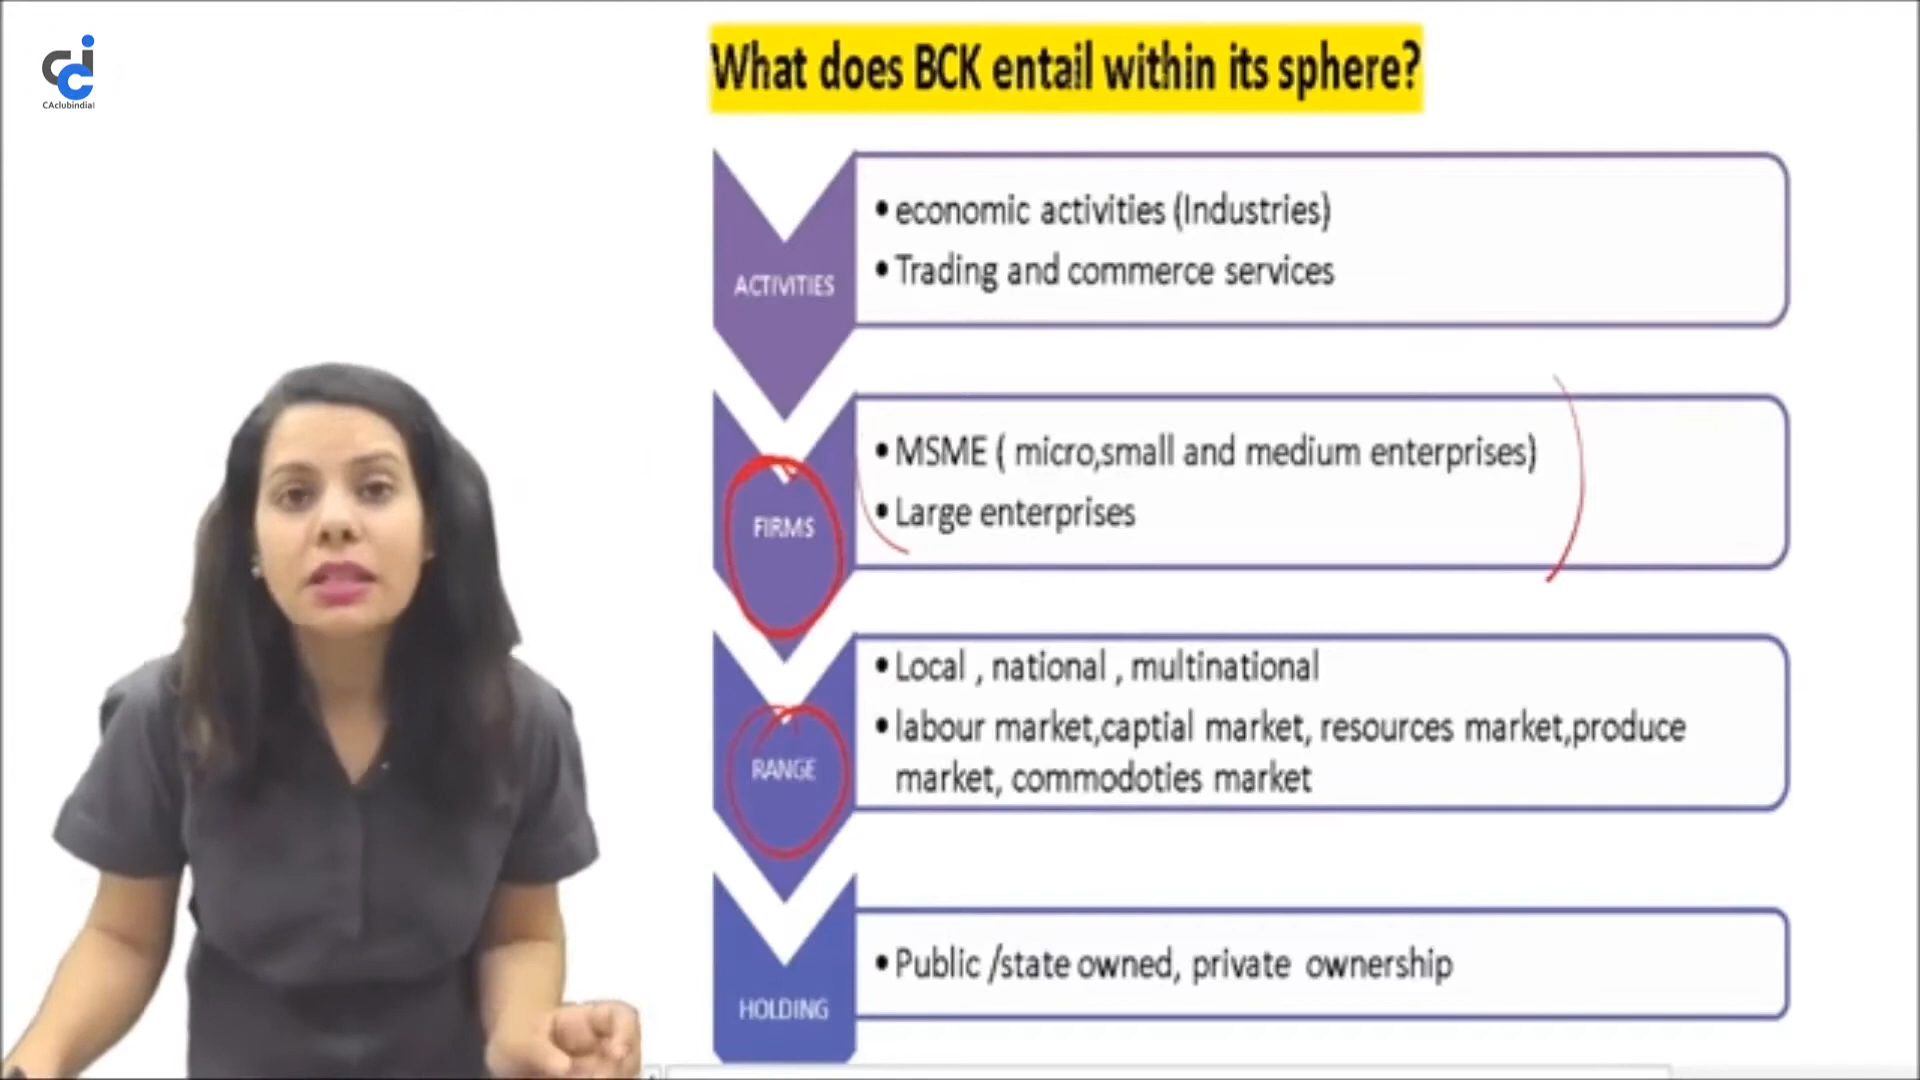 CAclubindia
What does BCK entail within its sphere?
ACTIVITIES
•economic activities (Industries)
•Trading and commerce services
FIRMS
•MSME ( micro,small and medium enterprises)
•Large enterprises
RANGE
•Local , national , multinational
•labour market,captial market, resources market,produce
market, commodoties market
HOLDING
•Public /state owned, private ownership